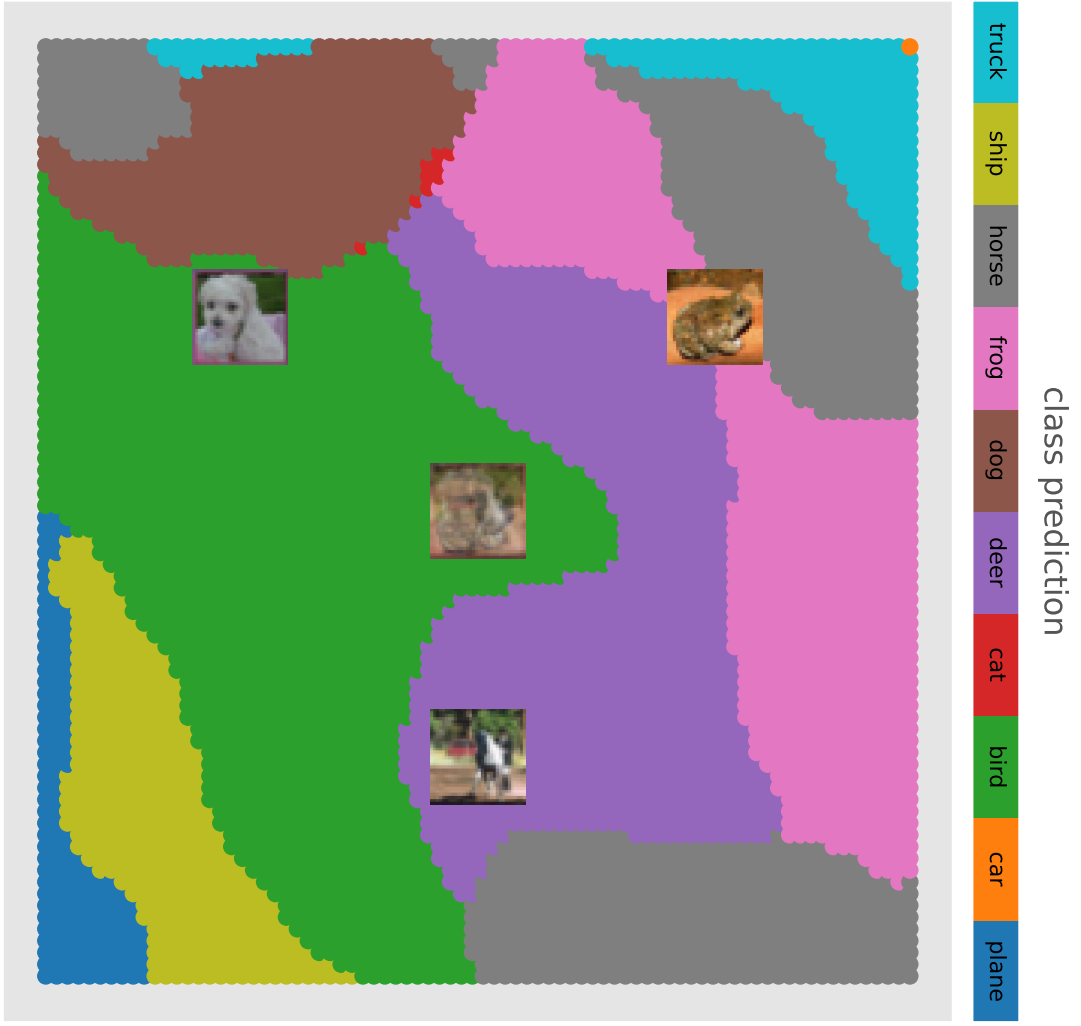 truck
ship
horse
frog
dog
deer
cat
bird
car
plane
class prediction